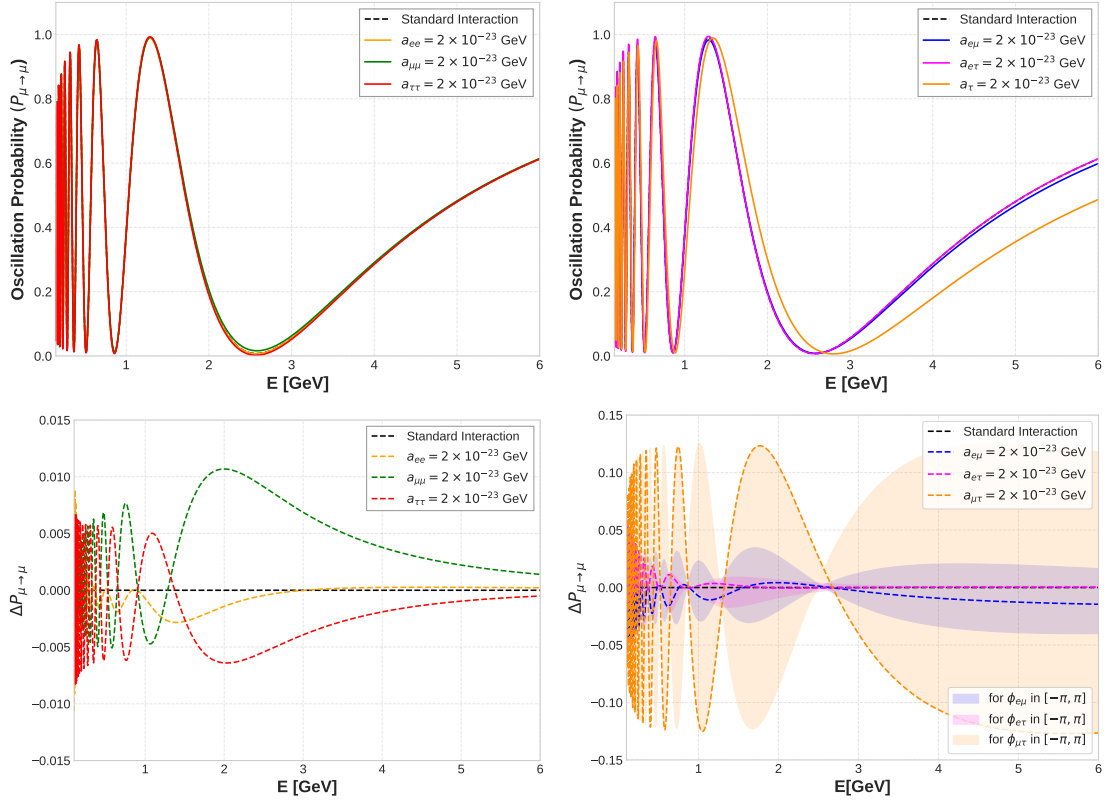 Oscillation Probability (P_{μ→μ})
1.0
0.8
0.6
0.4
0.2
0.0
Standard Interaction
a_{ee} = 2 × 10^{-23} GeV
a_{μμ} = 2 × 10^{-23} GeV
a_{ττ} = 2 × 10^{-23} GeV
1 2 3 4 5 6
E [GeV]
Oscillation Probability (P_{μ→μ})
1.0
0.8
0.6
0.4
0.2
0.0
Standard Interaction
a_{eμ} = 2 × 10^{-23} GeV
a_{eτ} = 2 × 10^{-23} GeV
a_{τ} = 2 × 10^{-23} GeV
1 2 3 4 5 6
E [GeV]
ΔP_{μ→μ}
0.015
0.010
0.005
0.000
−0.005
−0.010
−0.015
Standard Interaction
a_{ee} = 2 × 10^{-23} GeV
a_{μμ} = 2 × 10^{-23} GeV
a_{ττ} = 2 × 10^{-23} GeV
1 2 3 4 5 6
E [GeV]
ΔP_{μ→μ}
0.15
0.10
0.05
0.00
−0.05
−0.10
−0.15
Standard Interaction
a_{eμ} = 2 × 10^{-23} GeV
a_{eτ} = 2 × 10^{-23} GeV
a_{μτ} = 2 × 10^{-23} GeV
for ϕ_{eμ} in [−π, π]
for ϕ_{eτ} in [−π, π]
for ϕ_{μτ} in [−π, π]
1 2 3 4 5 6
E[GeV]